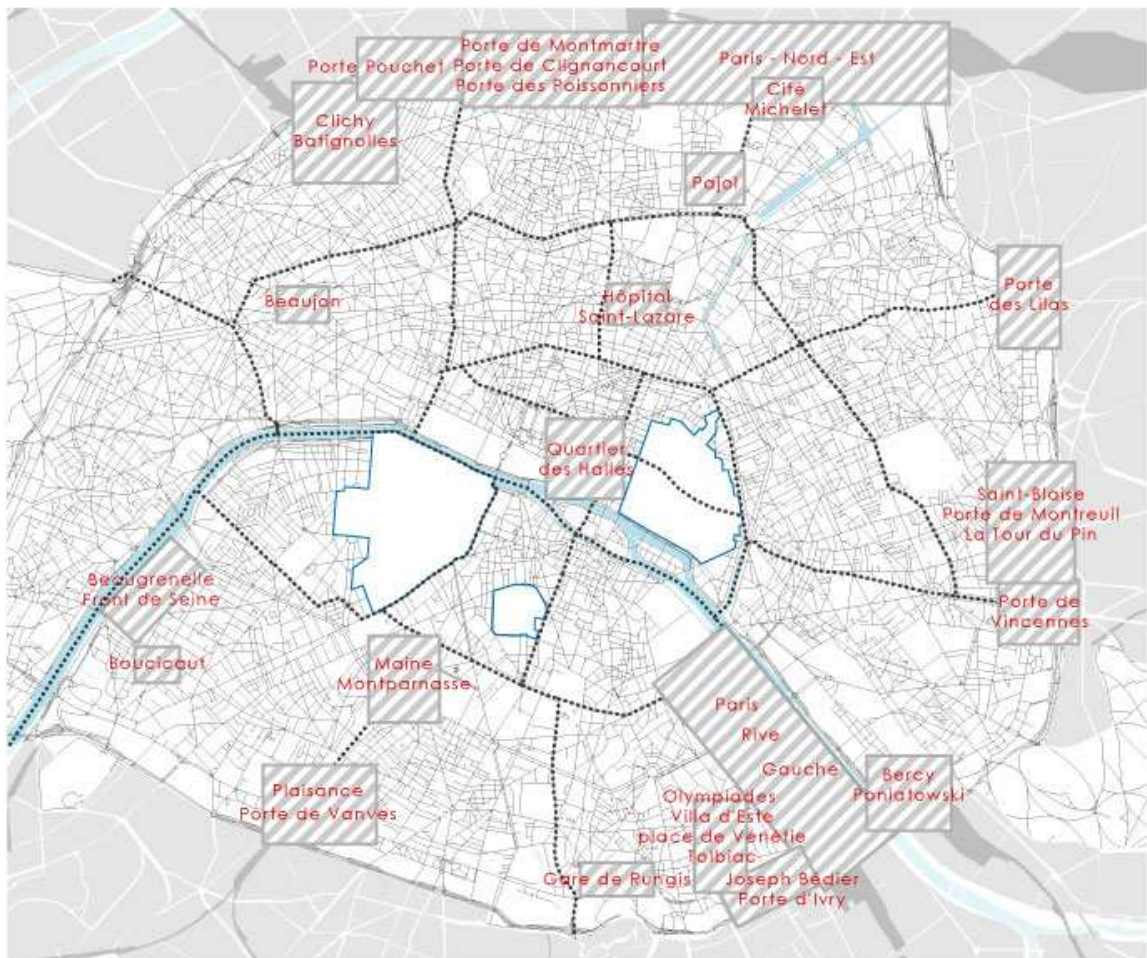 Porte Pouchet
Porte de Montmartre
Porte de Clignancourt
Porte des Poissonniers
Paris - Nord - Est
Cité
Michelet
Clichy
Batignolles
Pajol
Beaujon
Hôpital
Saint-Lazare
Porte
des Lilas
Quartier
des Halles
Saint-Blaise
Porte de Montreuil
La Tour du Pin
Beaugrenelle
Front de Seine
Porte de
Vincennes
Boucicaut
Maine
Montparnasse
Paris
Rive
Gauche
Bercy
Poniatowski
Plaisance
Porte de Vanves
Olympiades
Villa d'Este
place de Vénétie
Tolbiac
Gare de Rungis
Joseph Bédier
Porte d'Ivry